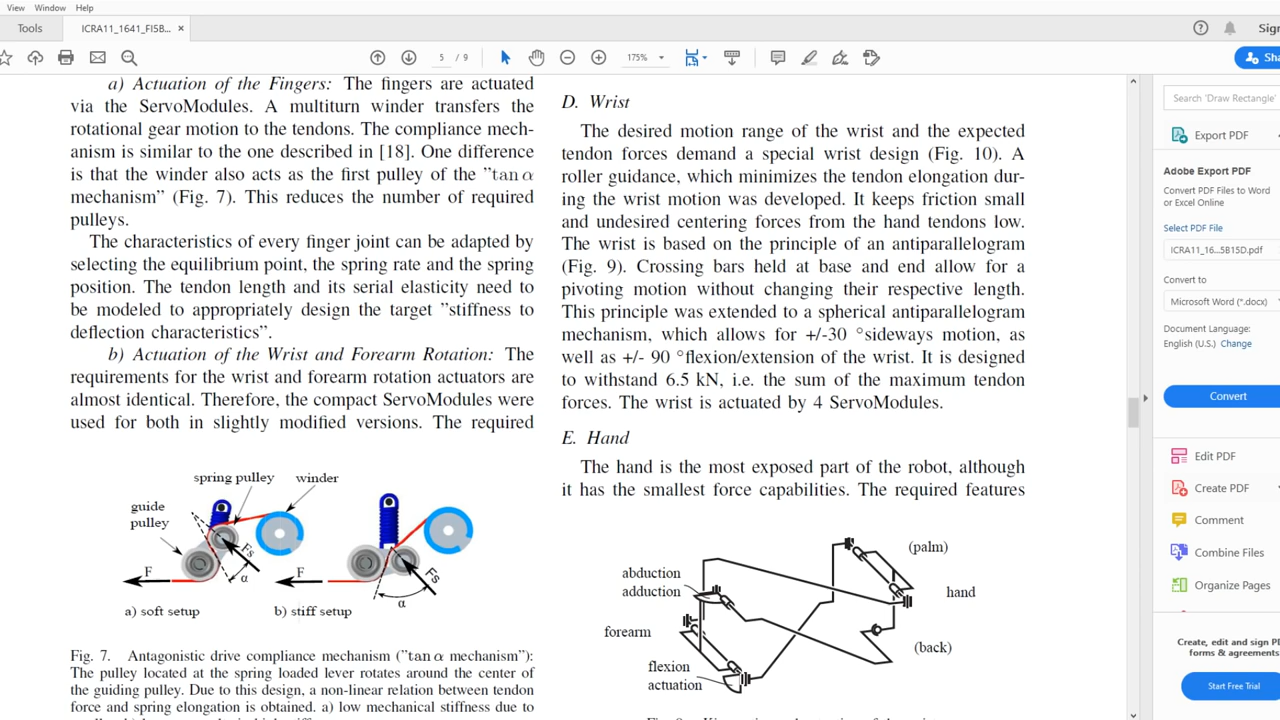 View Window Help
Tools ICRA11_1641_FI5B... × Sign
5 / 9 175% Sha
a) Actuation of the Fingers: The fingers are actuated
via the ServoModules. A multiturn winder transfers the
rotational gear motion to the tendons. The compliance mech-
anism is similar to the one described in [18]. One difference
is that the winder also acts as the first pulley of the ”tan α
mechanism” (Fig. 7). This reduces the number of required
pulleys.
The characteristics of every finger joint can be adapted by
selecting the equilibrium point, the spring rate and the spring
position. The tendon length and its serial elasticity need to
be modeled to appropriately design the target ”stiffness to
deflection characteristics”.
b) Actuation of the Wrist and Forearm Rotation: The
requirements for the wrist and forearm rotation actuators are
almost identical. Therefore, the compact ServoModules were
used for both in slightly modified versions. The required
spring pulley winder
guide
pulley
F Fs α
F Fs α
a) soft setup b) stiff setup
Fig. 7. Antagonistic drive compliance mechanism (”tan α mechanism”):
The pulley located at the spring loaded lever rotates around the center of
the guiding pulley. Due to this design, a non-linear relation between tendon
force and spring elongation is obtained. a) low mechanical stiffness due to
D. Wrist
The desired motion range of the wrist and the expected
tendon forces demand a special wrist design (Fig. 10). A
roller guidance, which minimizes the tendon elongation dur-
ing the wrist motion was developed. It keeps friction small
and undesired centering forces from the hand tendons low.
The wrist is based on the principle of an antiparallelogram
(Fig. 9). Crossing bars held at base and end allow for a
pivoting motion without changing their respective length.
This principle was extended to a spherical antiparallelogram
mechanism, which allows for +/-30 °sideways motion, as
well as +/- 90 °flexion/extension of the wrist. It is designed
to withstand 6.5 kN, i.e. the sum of the maximum tendon
forces. The wrist is actuated by 4 ServoModules.
E. Hand
The hand is the most exposed part of the robot, although
it has the smallest force capabilities. The required features
(palm)
abduction
adduction
hand
forearm
(back)
flexion
actuation
Search 'Draw Rectangle'
Export PDF
Adobe Export PDF
Convert PDF Files to Word
or Excel Online
Select PDF File
ICRA11_16...5B15D.pdf
Convert to
Microsoft Word (*.docx)
Document Language:
English (U.S.) Change
Convert
Edit PDF
Create PDF
Comment
Combine Files
Organize Pages
Create, edit and sign PD
forms & agreements
Start Free Trial